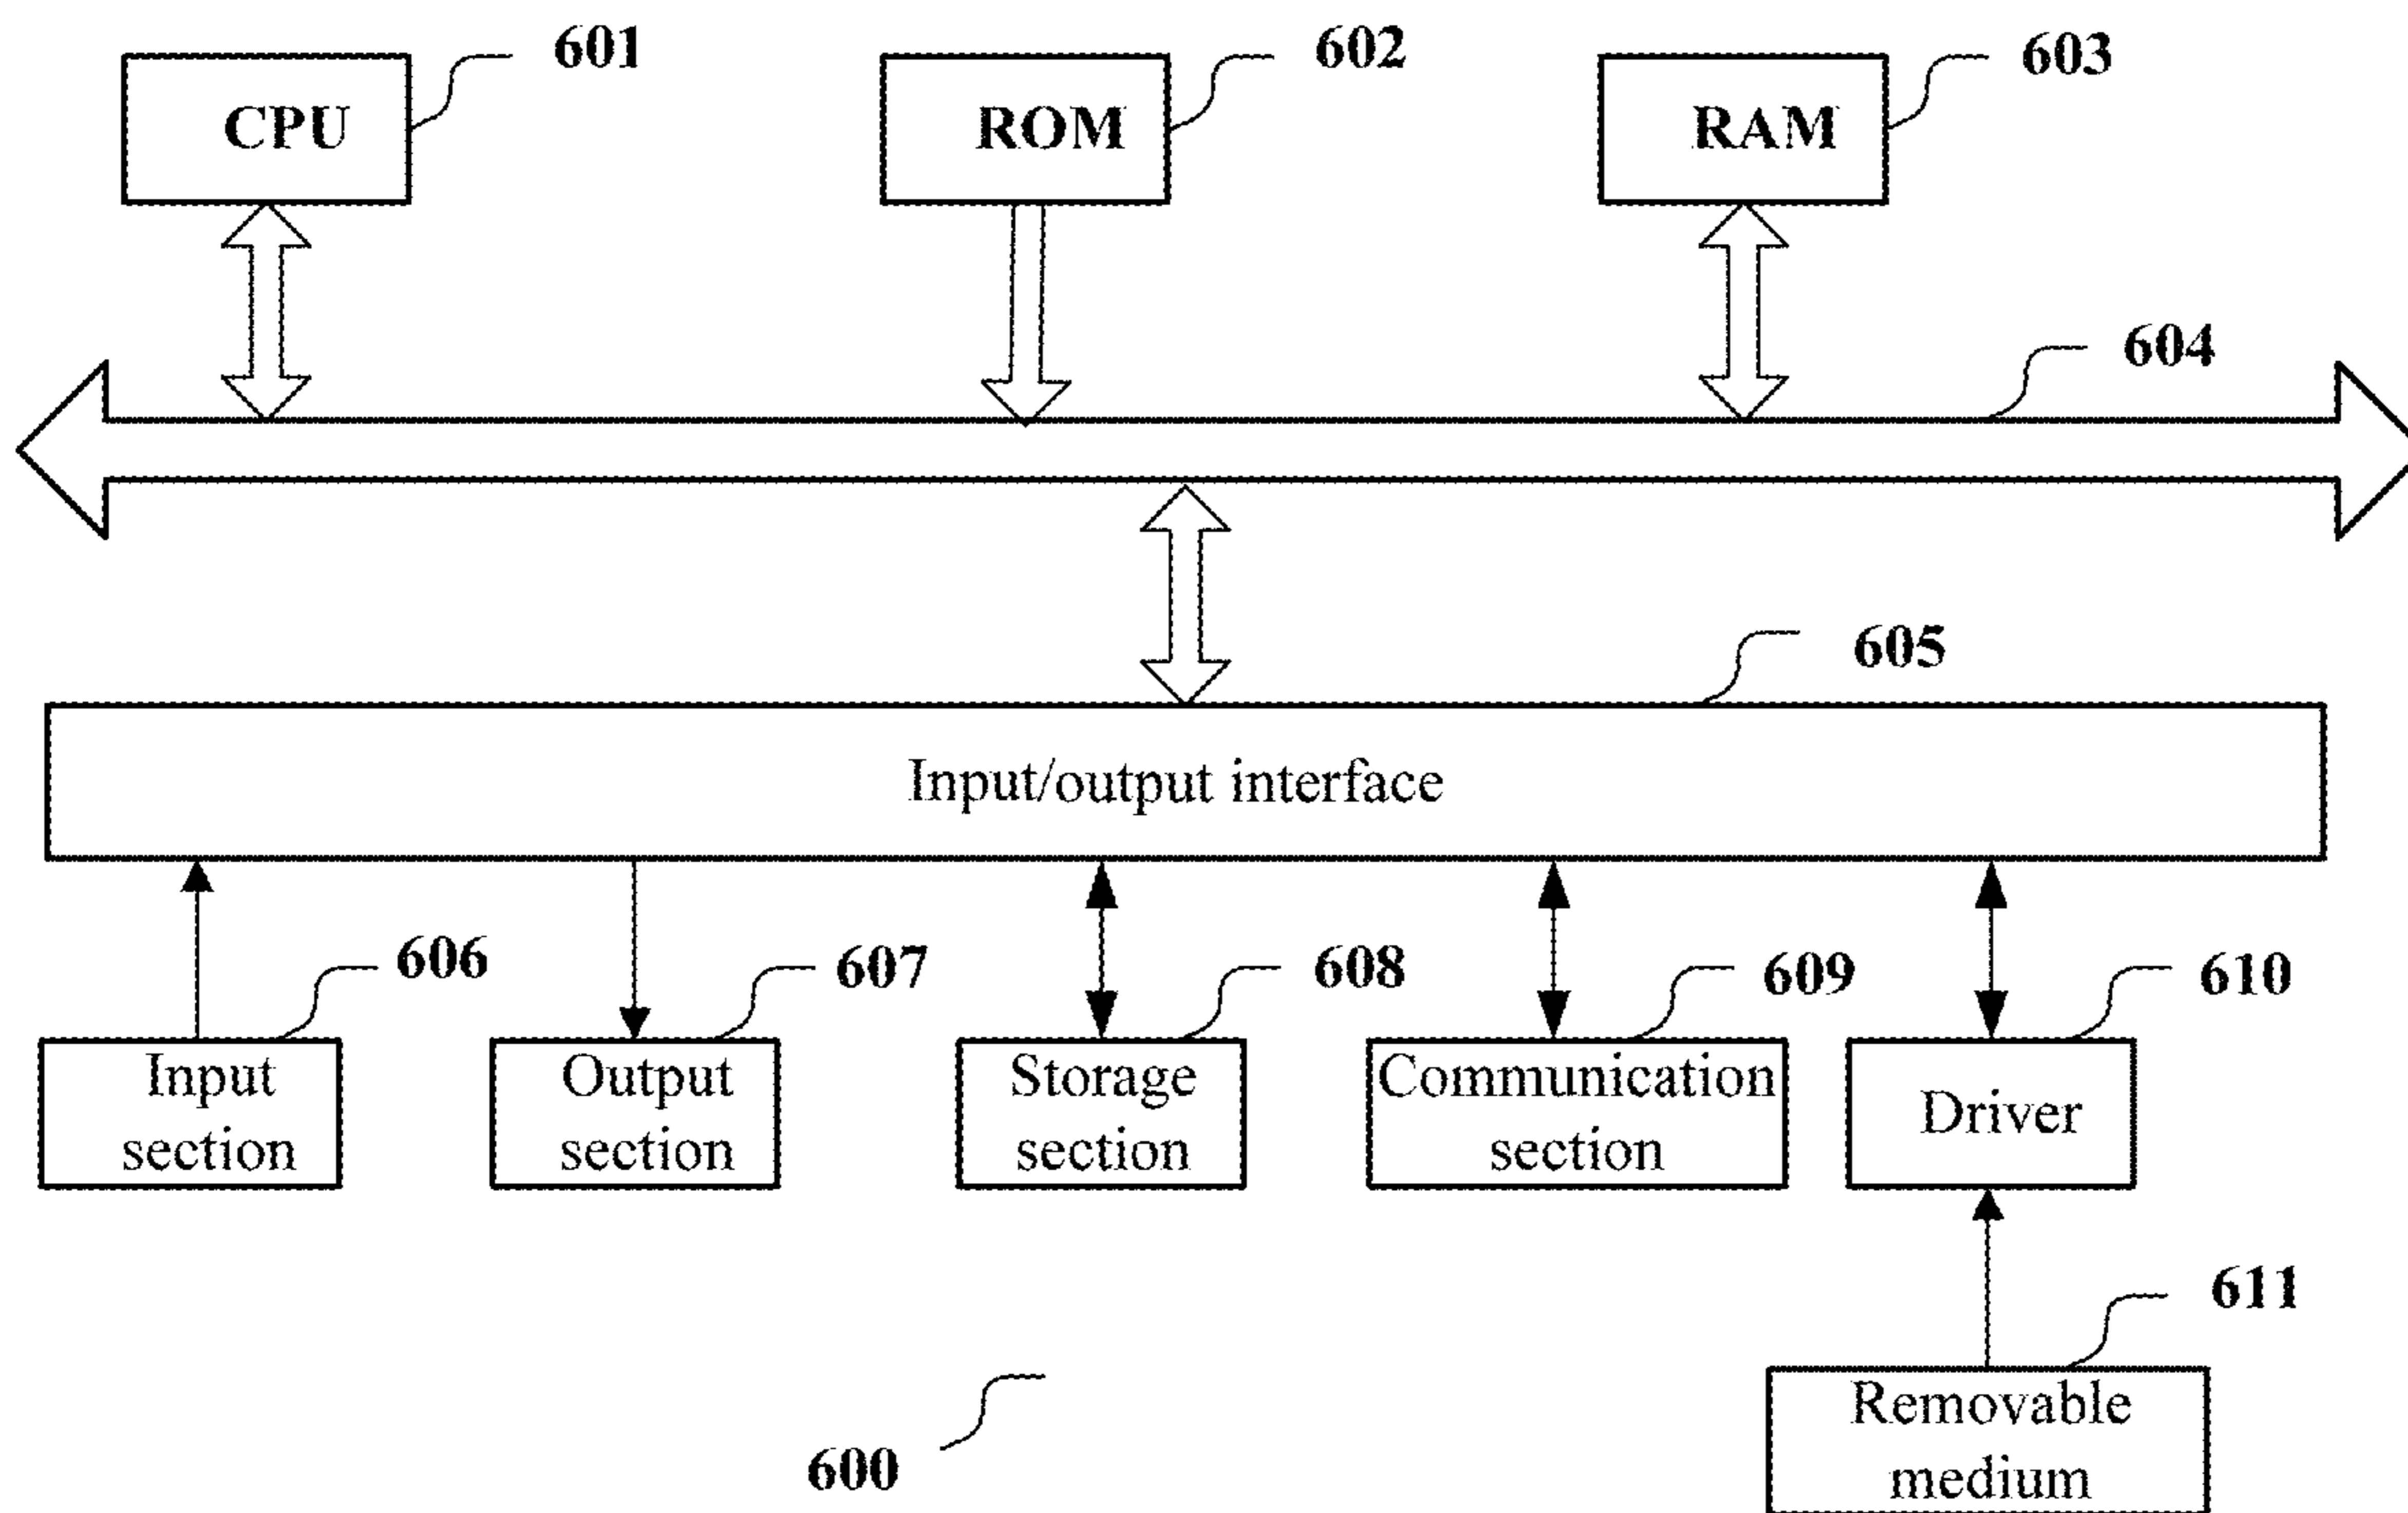 601
602
603
CPU
ROM
RAM
604
605
Input/output interface
606
607
608
609
610
Input
section
Output
section
Storage
section
Communication
section
Driver
611
Removable
medium
600